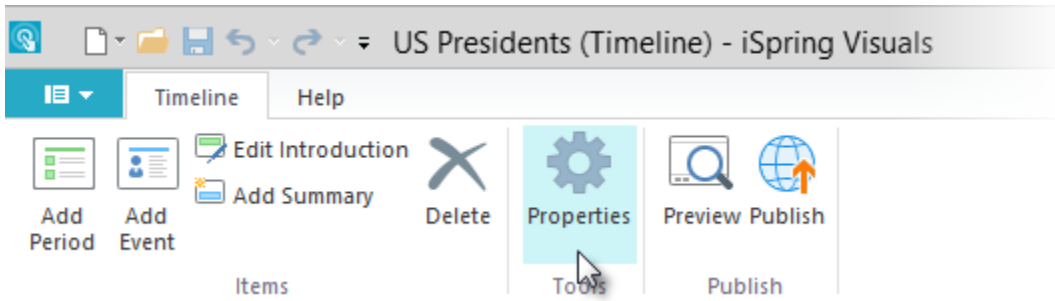 US Presidents (Timeline) - iSpring Visuals
Timeline Help
Edit Introduction
Add Summary
Add Period
Add Event
Delete
Properties
Preview Publish
Items
Tools
Publish